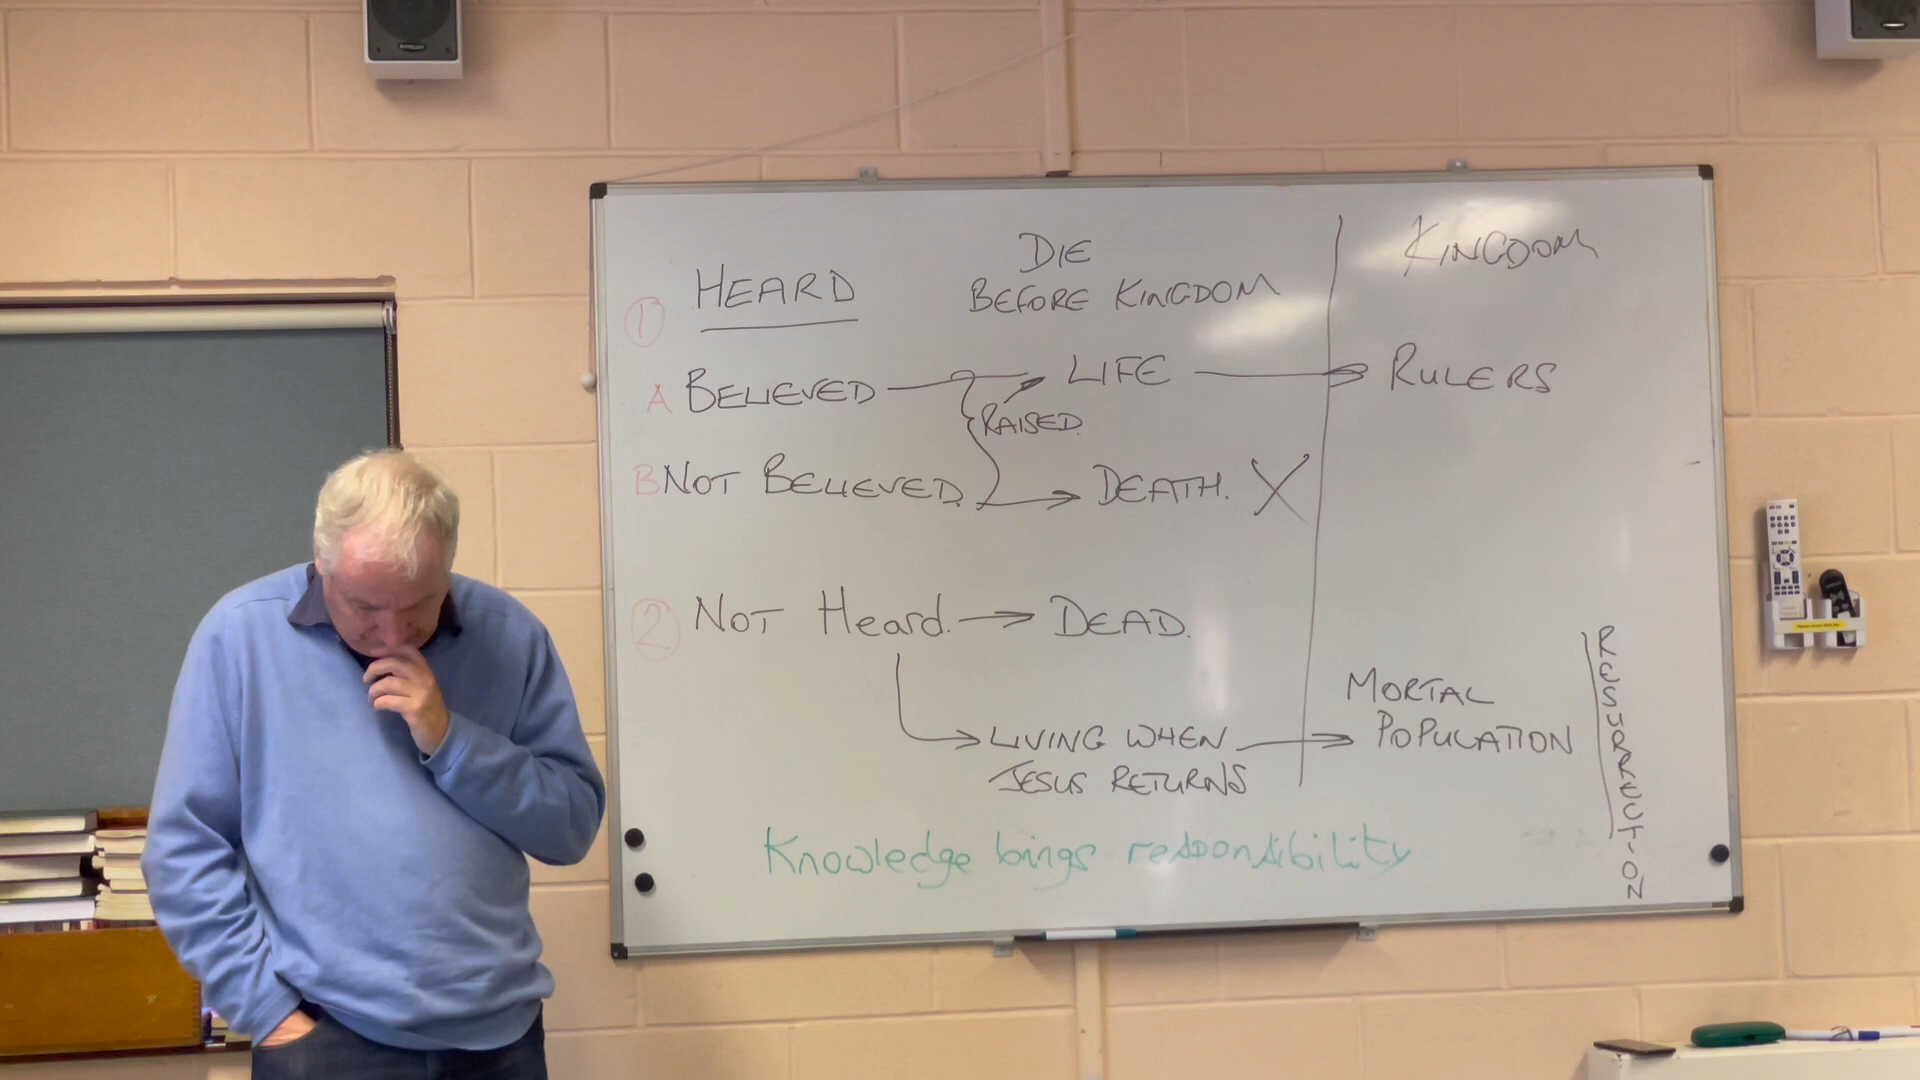 ① HEARD
DIE
BEFORE KINGDOM
KINGDOM
A BELIEVED
RAISED
LIFE
RULERS
B NOT BELIEVED.
DEATH. X
② NOT Heard.
DEAD.
LIVING WHEN
JESUS RETURNS
MORTAL
POPULATION
RESURRECTION
Knowledge brings responsibility